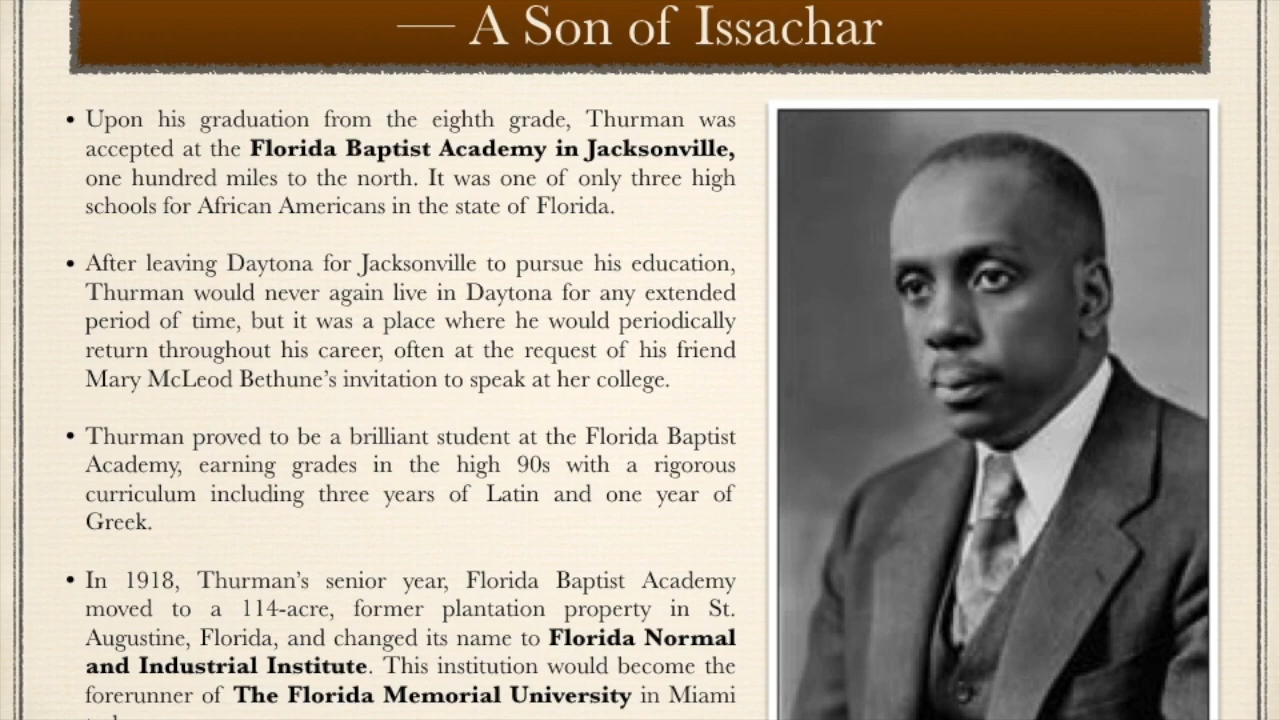 — A Son of Issachar
• Upon his graduation from the eighth grade, Thurman was
accepted at the Florida Baptist Academy in Jacksonville,
one hundred miles to the north. It was one of only three high
schools for African Americans in the state of Florida.
• After leaving Daytona for Jacksonville to pursue his education,
Thurman would never again live in Daytona for any extended
period of time, but it was a place where he would periodically
return throughout his career, often at the request of his friend
Mary McLeod Bethune’s invitation to speak at her college.
• Thurman proved to be a brilliant student at the Florida Baptist
Academy, earning grades in the high 90s with a rigorous
curriculum including three years of Latin and one year of
Greek.
• In 1918, Thurman’s senior year, Florida Baptist Academy
moved to a 114-acre, former plantation property in St.
Augustine, Florida, and changed its name to Florida Normal
and Industrial Institute. This institution would become the
forerunner of The Florida Memorial University in Miami